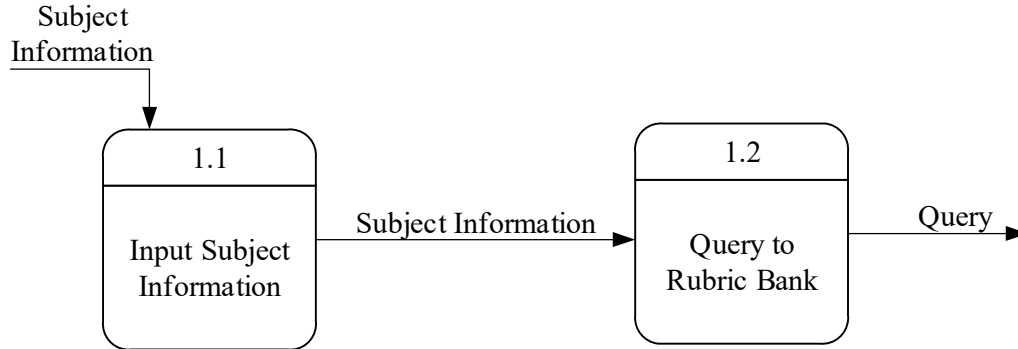 Subject
Information
1.1
Input Subject
Information
Subject Information
1.2
Query to
Rubric Bank
Query